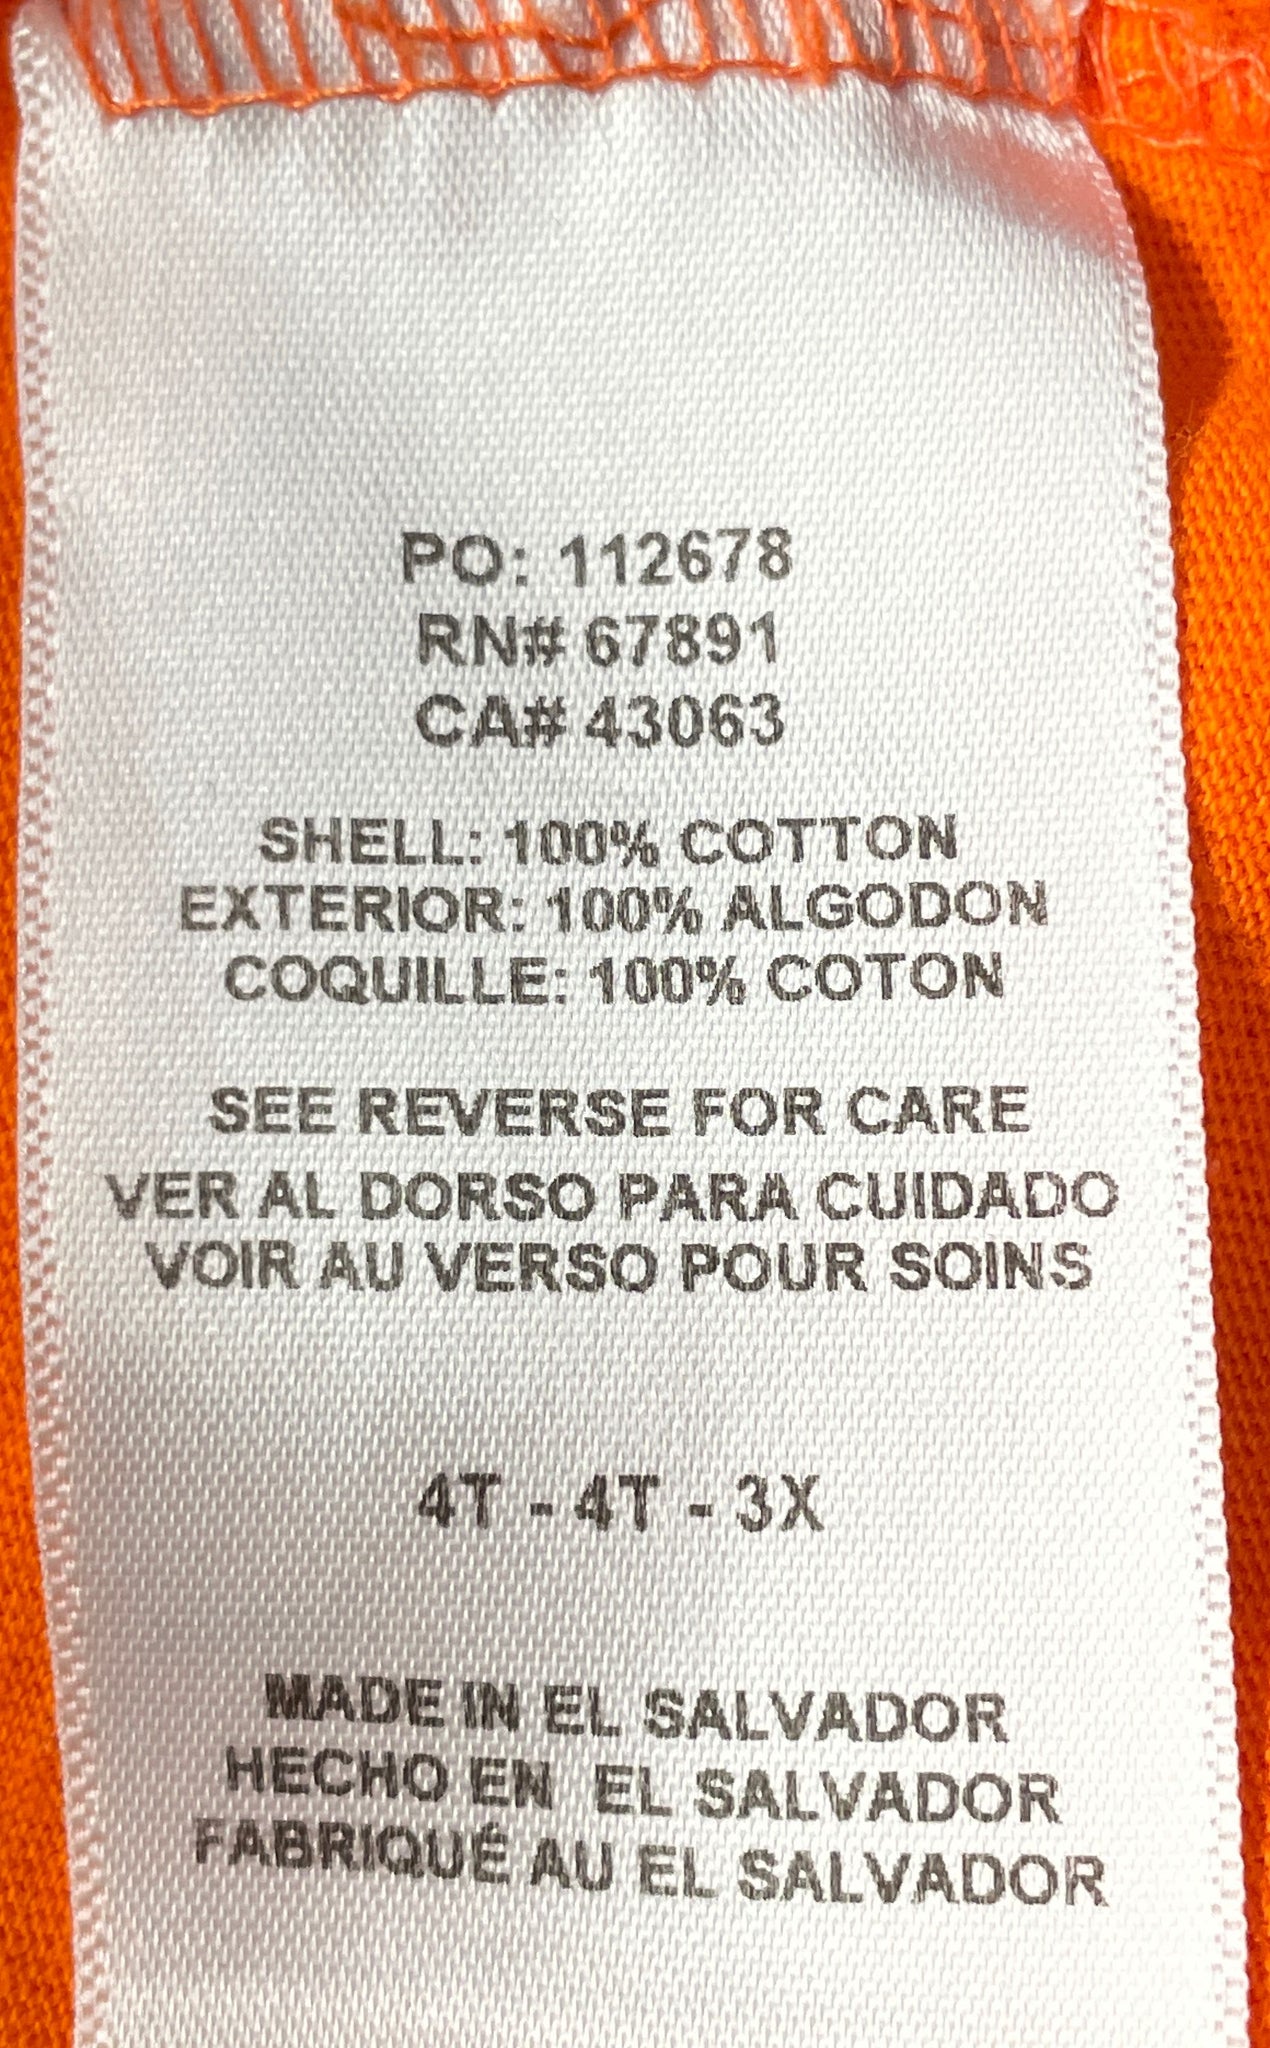 PO: 112678
RN# 67891
CA# 43063
SHELL: 100% COTTON
EXTERIOR: 100% ALGODON
COQUILLE: 100% COTON
SEE REVERSE FOR CARE
VER AL DORSO PARA CUIDADO
VOIR AU VERSO POUR SOINS
4T - 4T - 3X
MADE IN EL SALVADOR
HECHO EN EL SALVADOR
FABRIQUÉ AU EL SALVADOR